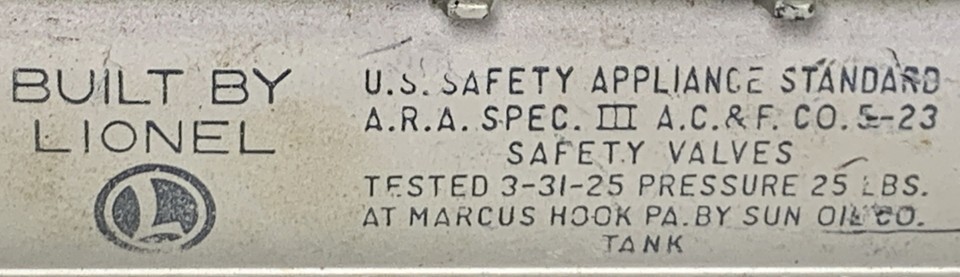 BUILT BY
LIONEL
L
U.S. SAFETY APPLIANCE STANDARD
A.R.A. SPEC. III A.C.& F. CO. 5-23
SAFETY VALVES
TESTED 3-31-25 PRESSURE 25 LBS.
AT MARCUS HOOK PA. BY SUN OIL CO.
TANK